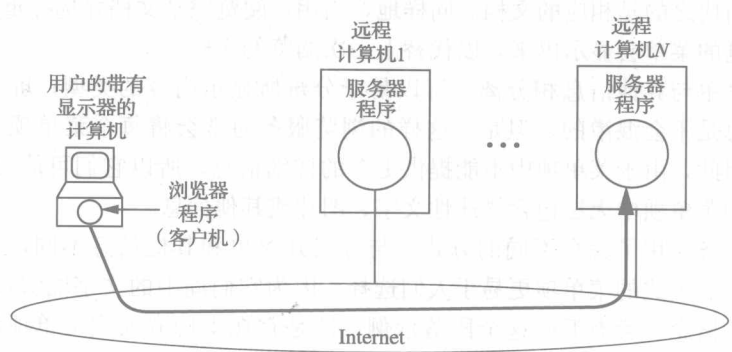 远程
计算机1
服务器
程序
远程
计算机N
服务器
程序
用户的带有
显示器的
计算机
浏览器
程序
（客户机）
Internet